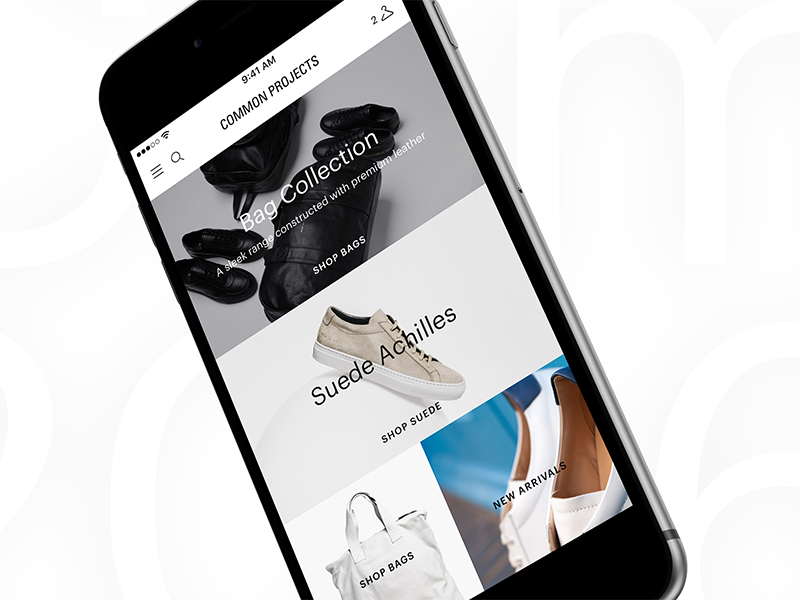 9:41 AM
COMMON PROJECTS
2
Bag Collection
A sleek range constructed with premium leather
SHOP BAGS
Suede Achilles
SHOP SUEDE
SHOP BAGS
NEW ARRIVALS